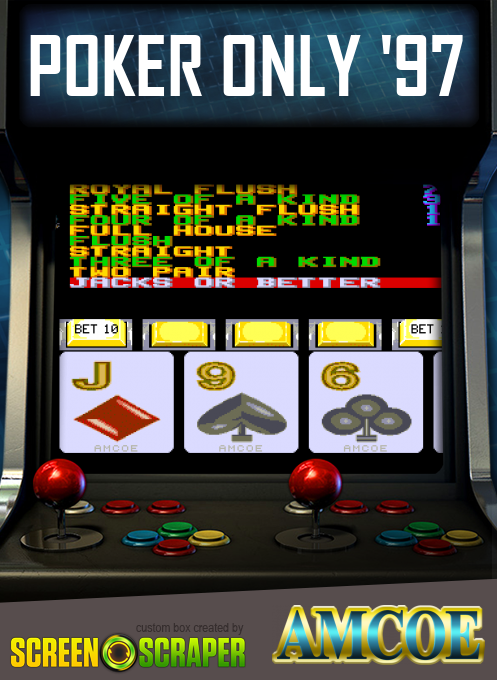 POKER ONLY '97
ROYAL FLUSH
FIVE OF A KIND
STRAIGHT FLUSH
FOUR OF A KIND
FULL HOUSE
FLUSH
STRAIGHT
THREE OF A KIND
TWO PAIR
JACKS OR BETTER
BET 10 BET
J 9 6
AMCOE AMCOE AMCOE
custom box created by
SCREEN SCRAPER
AMCOE